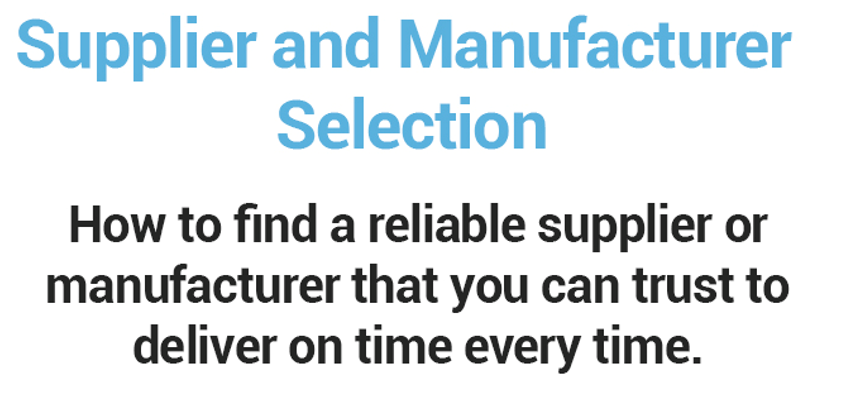 Supplier and Manufacturer
Selection
How to find a reliable supplier or
manufacturer that you can trust to
deliver on time every time.